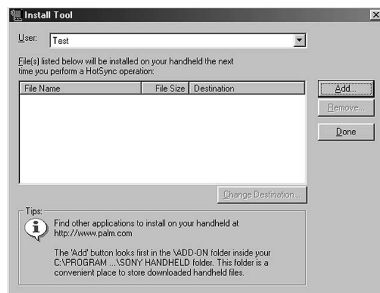 Install Tool
User: Test
File(s) listed below will be installed on your handheld the next
time you perform a HotSync operation:
File Name File Size Destination
Add...
Remove...
Done
Change Destination...
Tips:
Find other applications to install on your handheld at
http://www.palm.com
The 'Add' button looks first in the \ADD-ON folder inside your
C:\PROGRAM ...\SONY HANDHELD folder. This folder is a
convenient place to store downloaded handheld files.